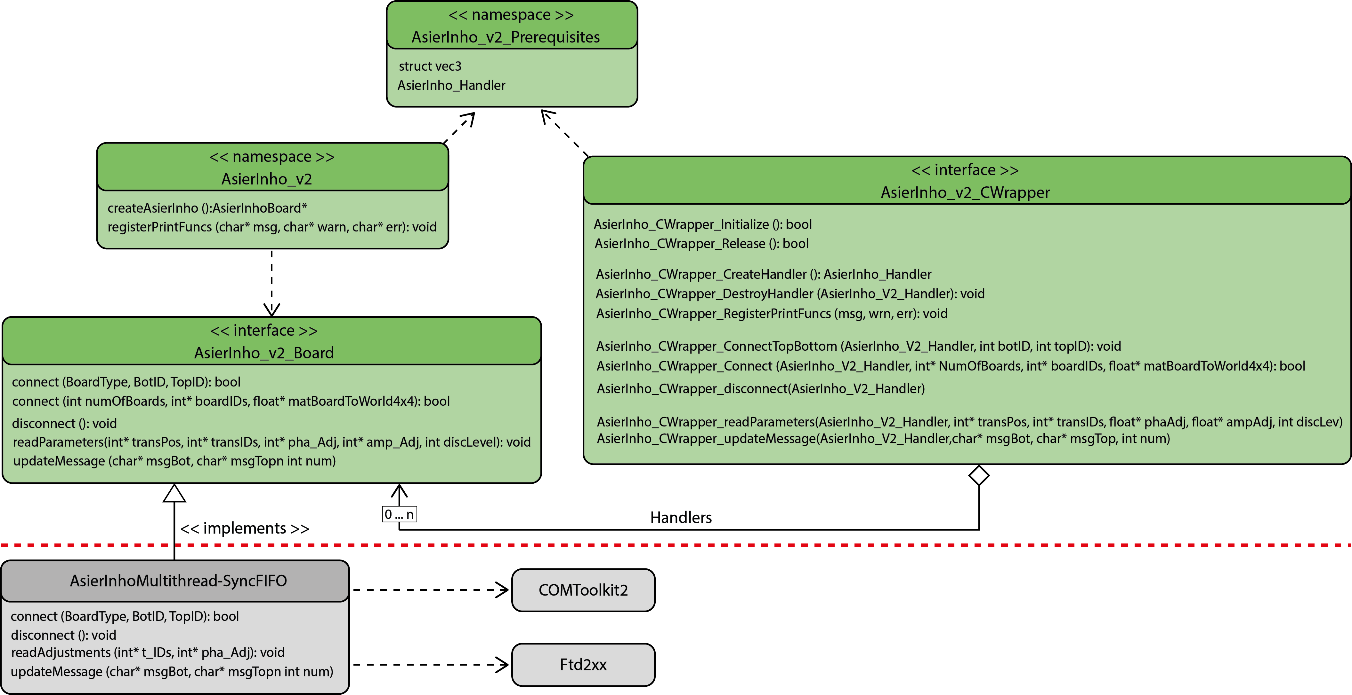 << namespace >>
AsierInho_v2_Prerequisites
struct vec3
AsierInho_Handler
<< namespace >>
AsierInho_v2
createAsierInho ():AsierInhoBoard*
registerPrintFuncs (char* msg, char* warn, char* err): void
<< interface >>
AsierInho_v2_CWrapper
AsierInho_CWrapper_Initialize (): bool
AsierInho_CWrapper_Release (): bool
AsierInho_CWrapper_CreateHandler (): AsierInho_Handler
AsierInho_CWrapper_DestroyHandler (AsierInho_V2_Handler): void
AsierInho_CWrapper_RegisterPrintFuncs (msg, wrn, err): void
AsierInho_CWrapper_ConnectTopBottom (AsierInho_V2_Handler, int botID, int topID): void
AsierInho_CWrapper_Connect (AsierInho_V2_Handler, int* NumOfBoards, int* boardIDs, float* matBoardToWorld4x4): bool
AsierInho_CWrapper_disconnect(AsierInho_V2_Handler)
AsierInho_CWrapper_readParameters(AsierInho_V2_Handler, int* transPos, int* transIDs, float* phaAdj, float* ampAdj, int discLev)
AsierInho_CWrapper_updateMessage(AsierInho_V2_Handler,char* msgBot, char* msgTop, int num)
<< interface >>
AsierInho_v2_Board
connect (BoardType, BotID, TopID): bool
connect (int numOfBoards, int* boardIDs, float* matBoardToWorld4x4): bool
disconnect (): void
readParameters(int* transPos, int* transIDs, int* pha_Adj, int* amp_Adj, int discLevel): void
updateMessage (char* msgBot, char* msgTopn int num)
0 ... n
Handlers
<< implements >>
AsierInhoMultithread-SyncFIFO
connect (BoardType, BotID, TopID): bool
disconnect (): void
readAdjustments (int* t_IDs, int* pha_Adj): void
updateMessage (char* msgBot, char* msgTopn int num)
COMToolkit2
Ftd2xx